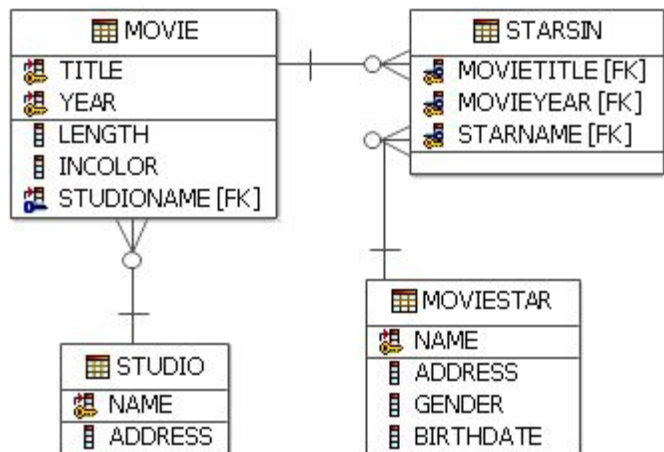 MOVIE
TITLE
YEAR
LENGTH
INCOLOR
STUDIONAME [FK]
STARSIN
MOVIETITLE [FK]
MOVIEYEAR [FK]
STARNAME [FK]
STUDIO
NAME
ADDRESS
MOVIESTAR
NAME
ADDRESS
GENDER
BIRTHDATE